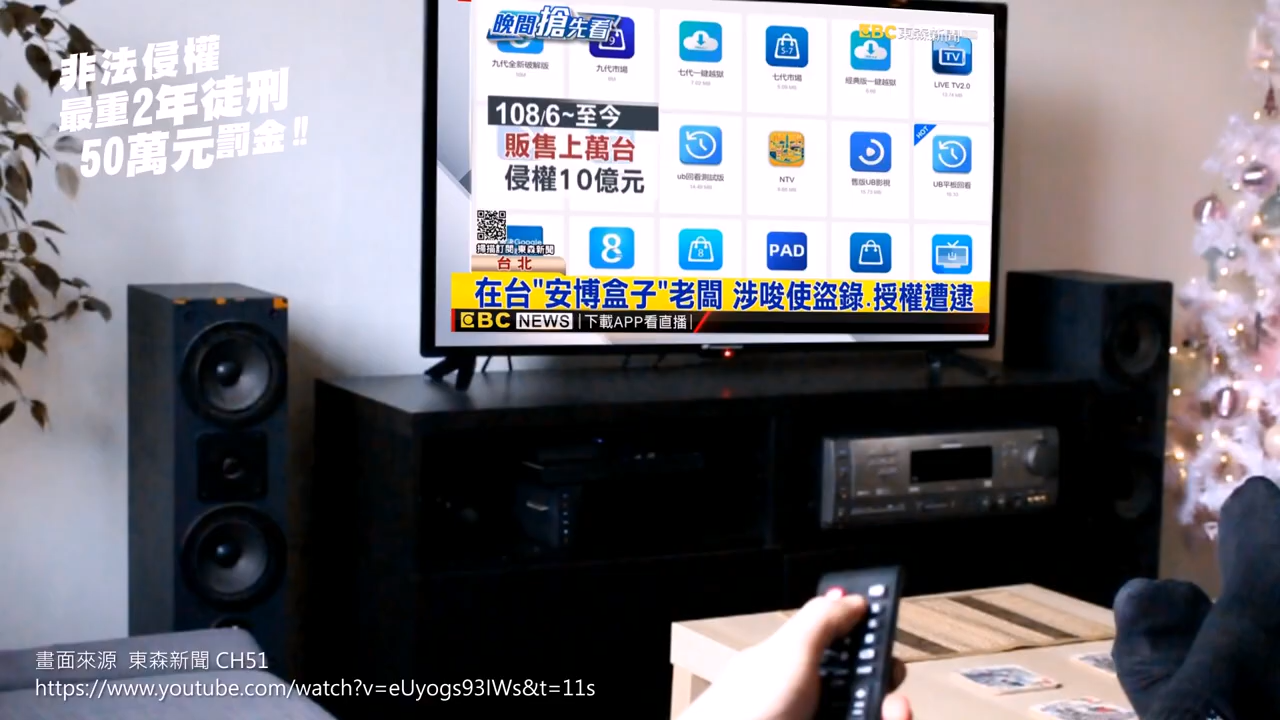 非法侵權
最重2年徒刑
50萬元罰金!!
晚間搶先看
EBC東森新聞
九代全新破解版
九代市場
七代一鍵越獄
七代市場
經典版一鍵越獄
LIVE TV2.0
108/6~至今
販售上萬台
侵權10億元
ub回看測試版
NTV
舊版UB影視
HOT
UB平板回看
掃描訂閱 東森新聞
台北
8
8
PAD
在台"安博盒子"老闆 涉唆使盜錄.授權遭逮
EBC NEWS 下載APP看直播
畫面來源 東森新聞 CH51
https://www.youtube.com/watch?v=eUyogs93lWs&t=11s